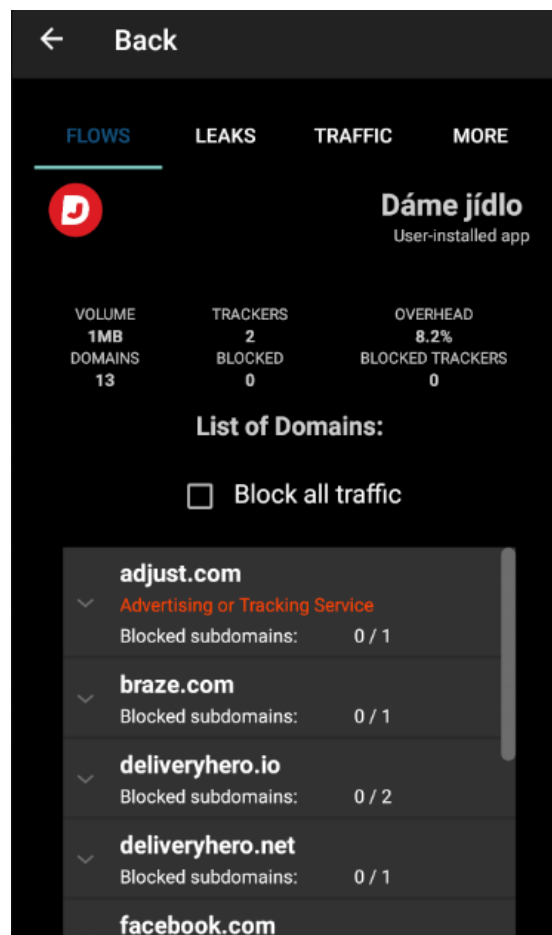 Back
FLOWS LEAKS TRAFFIC MORE
Dáme jídlo
User-installed app
VOLUME TRACKERS OVERHEAD
1MB 2 8.2%
DOMAINS BLOCKED BLOCKED TRACKERS
13 0 0
List of Domains:
Block all traffic
adjust.com
Advertising or Tracking Service
Blocked subdomains: 0 / 1
braze.com
Blocked subdomains: 0 / 1
deliveryhero.io
Blocked subdomains: 0 / 2
deliveryhero.net
Blocked subdomains: 0 / 1
facebook.com